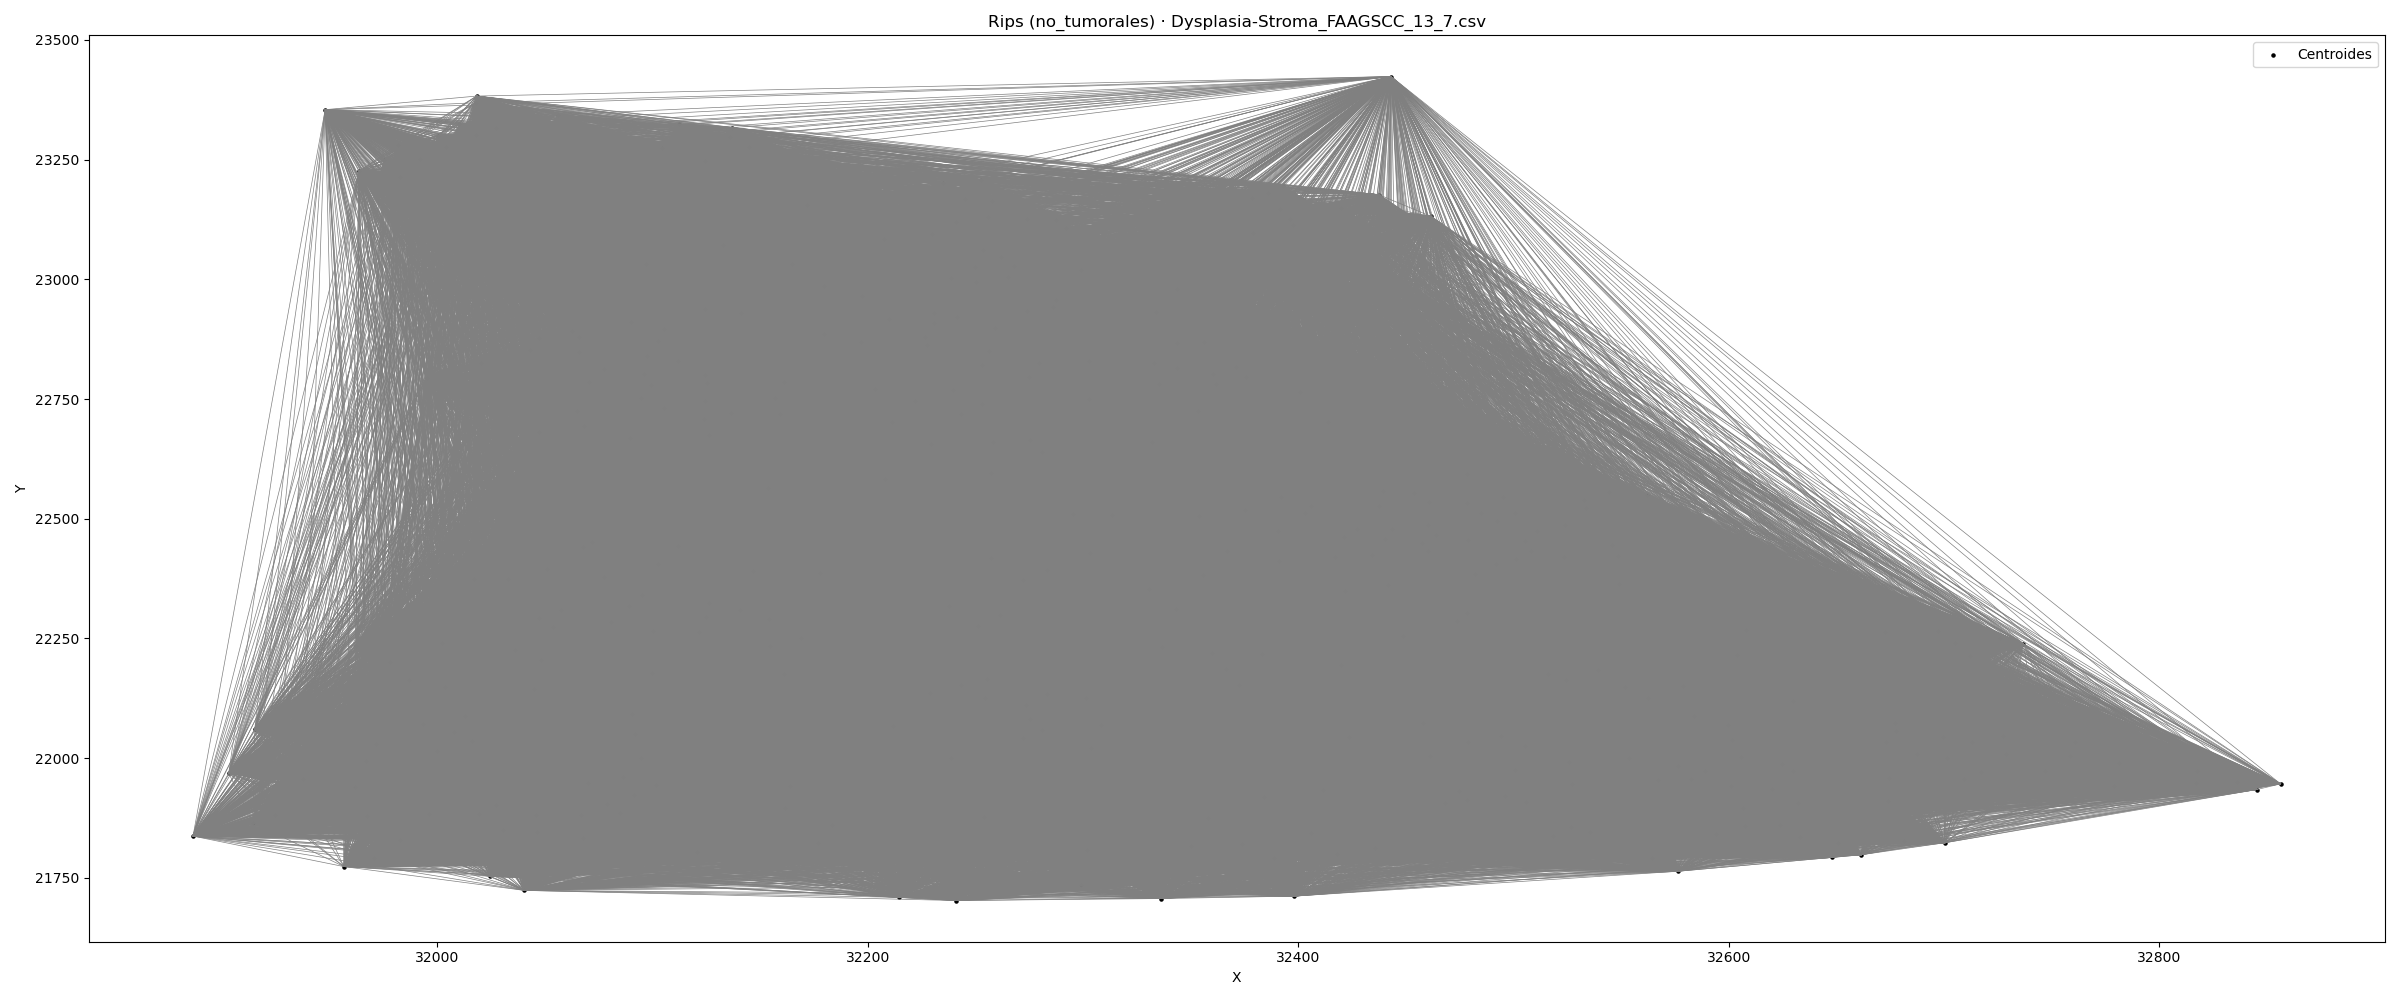 Rips (no_tumorales) · Dysplasia-Stroma_FAAGSCC_13_7.csv
Centroides
23500
23250
23000
22750
22500
22250
22000
21750
Y
32000 32200 32400 32600 32800
X